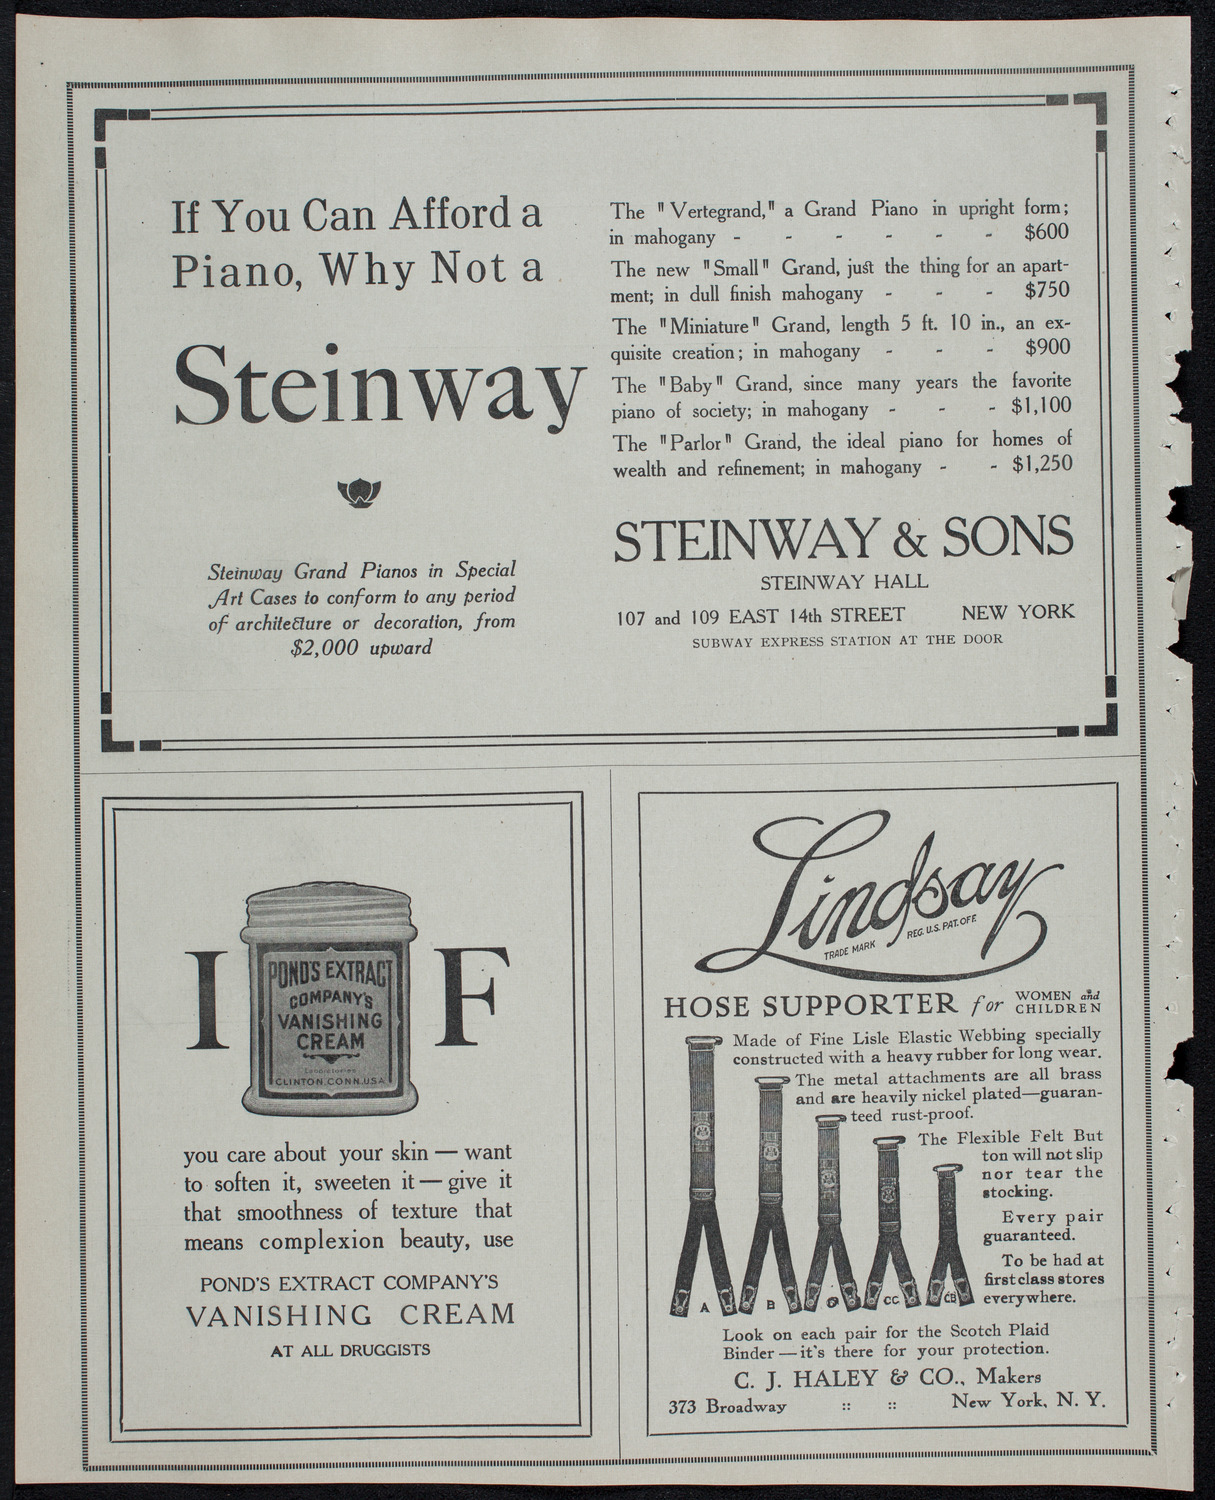 If You Can Afford a
Piano, Why Not a
Steinway
Steinway Grand Pianos in Special
Art Cases to conform to any period
of architecture or decoration, from
$2,000 upward
The "Vertegrand," a Grand Piano in upright form;
in mahogany - - - - - - $600
The new "Small" Grand, just the thing for an apart-
ment; in dull finish mahogany - - - $750
The "Miniature" Grand, length 5 ft. 10 in., an ex-
quisite creation; in mahogany - - - $900
The "Baby" Grand, since many years the favorite
piano of society; in mahogany - - - $1,100
The "Parlor" Grand, the ideal piano for homes of
wealth and refinement; in mahogany - - $1,250
STEINWAY & SONS
STEINWAY HALL
107 and 109 EAST 14th STREET NEW YORK
SUBWAY EXPRESS STATION AT THE DOOR
I F
POND'S EXTRACT
COMPANY'S
VANISHING
CREAM
Laboratories
CLINTON, CONN. U.S.A
you care about your skin — want
to soften it, sweeten it — give it
that smoothness of texture that
means complexion beauty, use
POND'S EXTRACT COMPANY'S
VANISHING CREAM
AT ALL DRUGGISTS
Lindsay
TRADE MARK REG. U.S. PAT. OFF.
HOSE SUPPORTER for WOMEN and
CHILDREN
Made of Fine Lisle Elastic Webbing specially
constructed with a heavy rubber for long wear.
The metal attachments are all brass
and are heavily nickel plated—guaran-
teed rust-proof.
The Flexible Felt But
ton will not slip
nor tear the
stocking.
Every pair
guaranteed.
To be had at
first class stores
everywhere.
A B D CC CB
Look on each pair for the Scotch Plaid
Binder — it's there for your protection.
C. J. HALEY & CO., Makers
373 Broadway :: :: New York, N. Y.